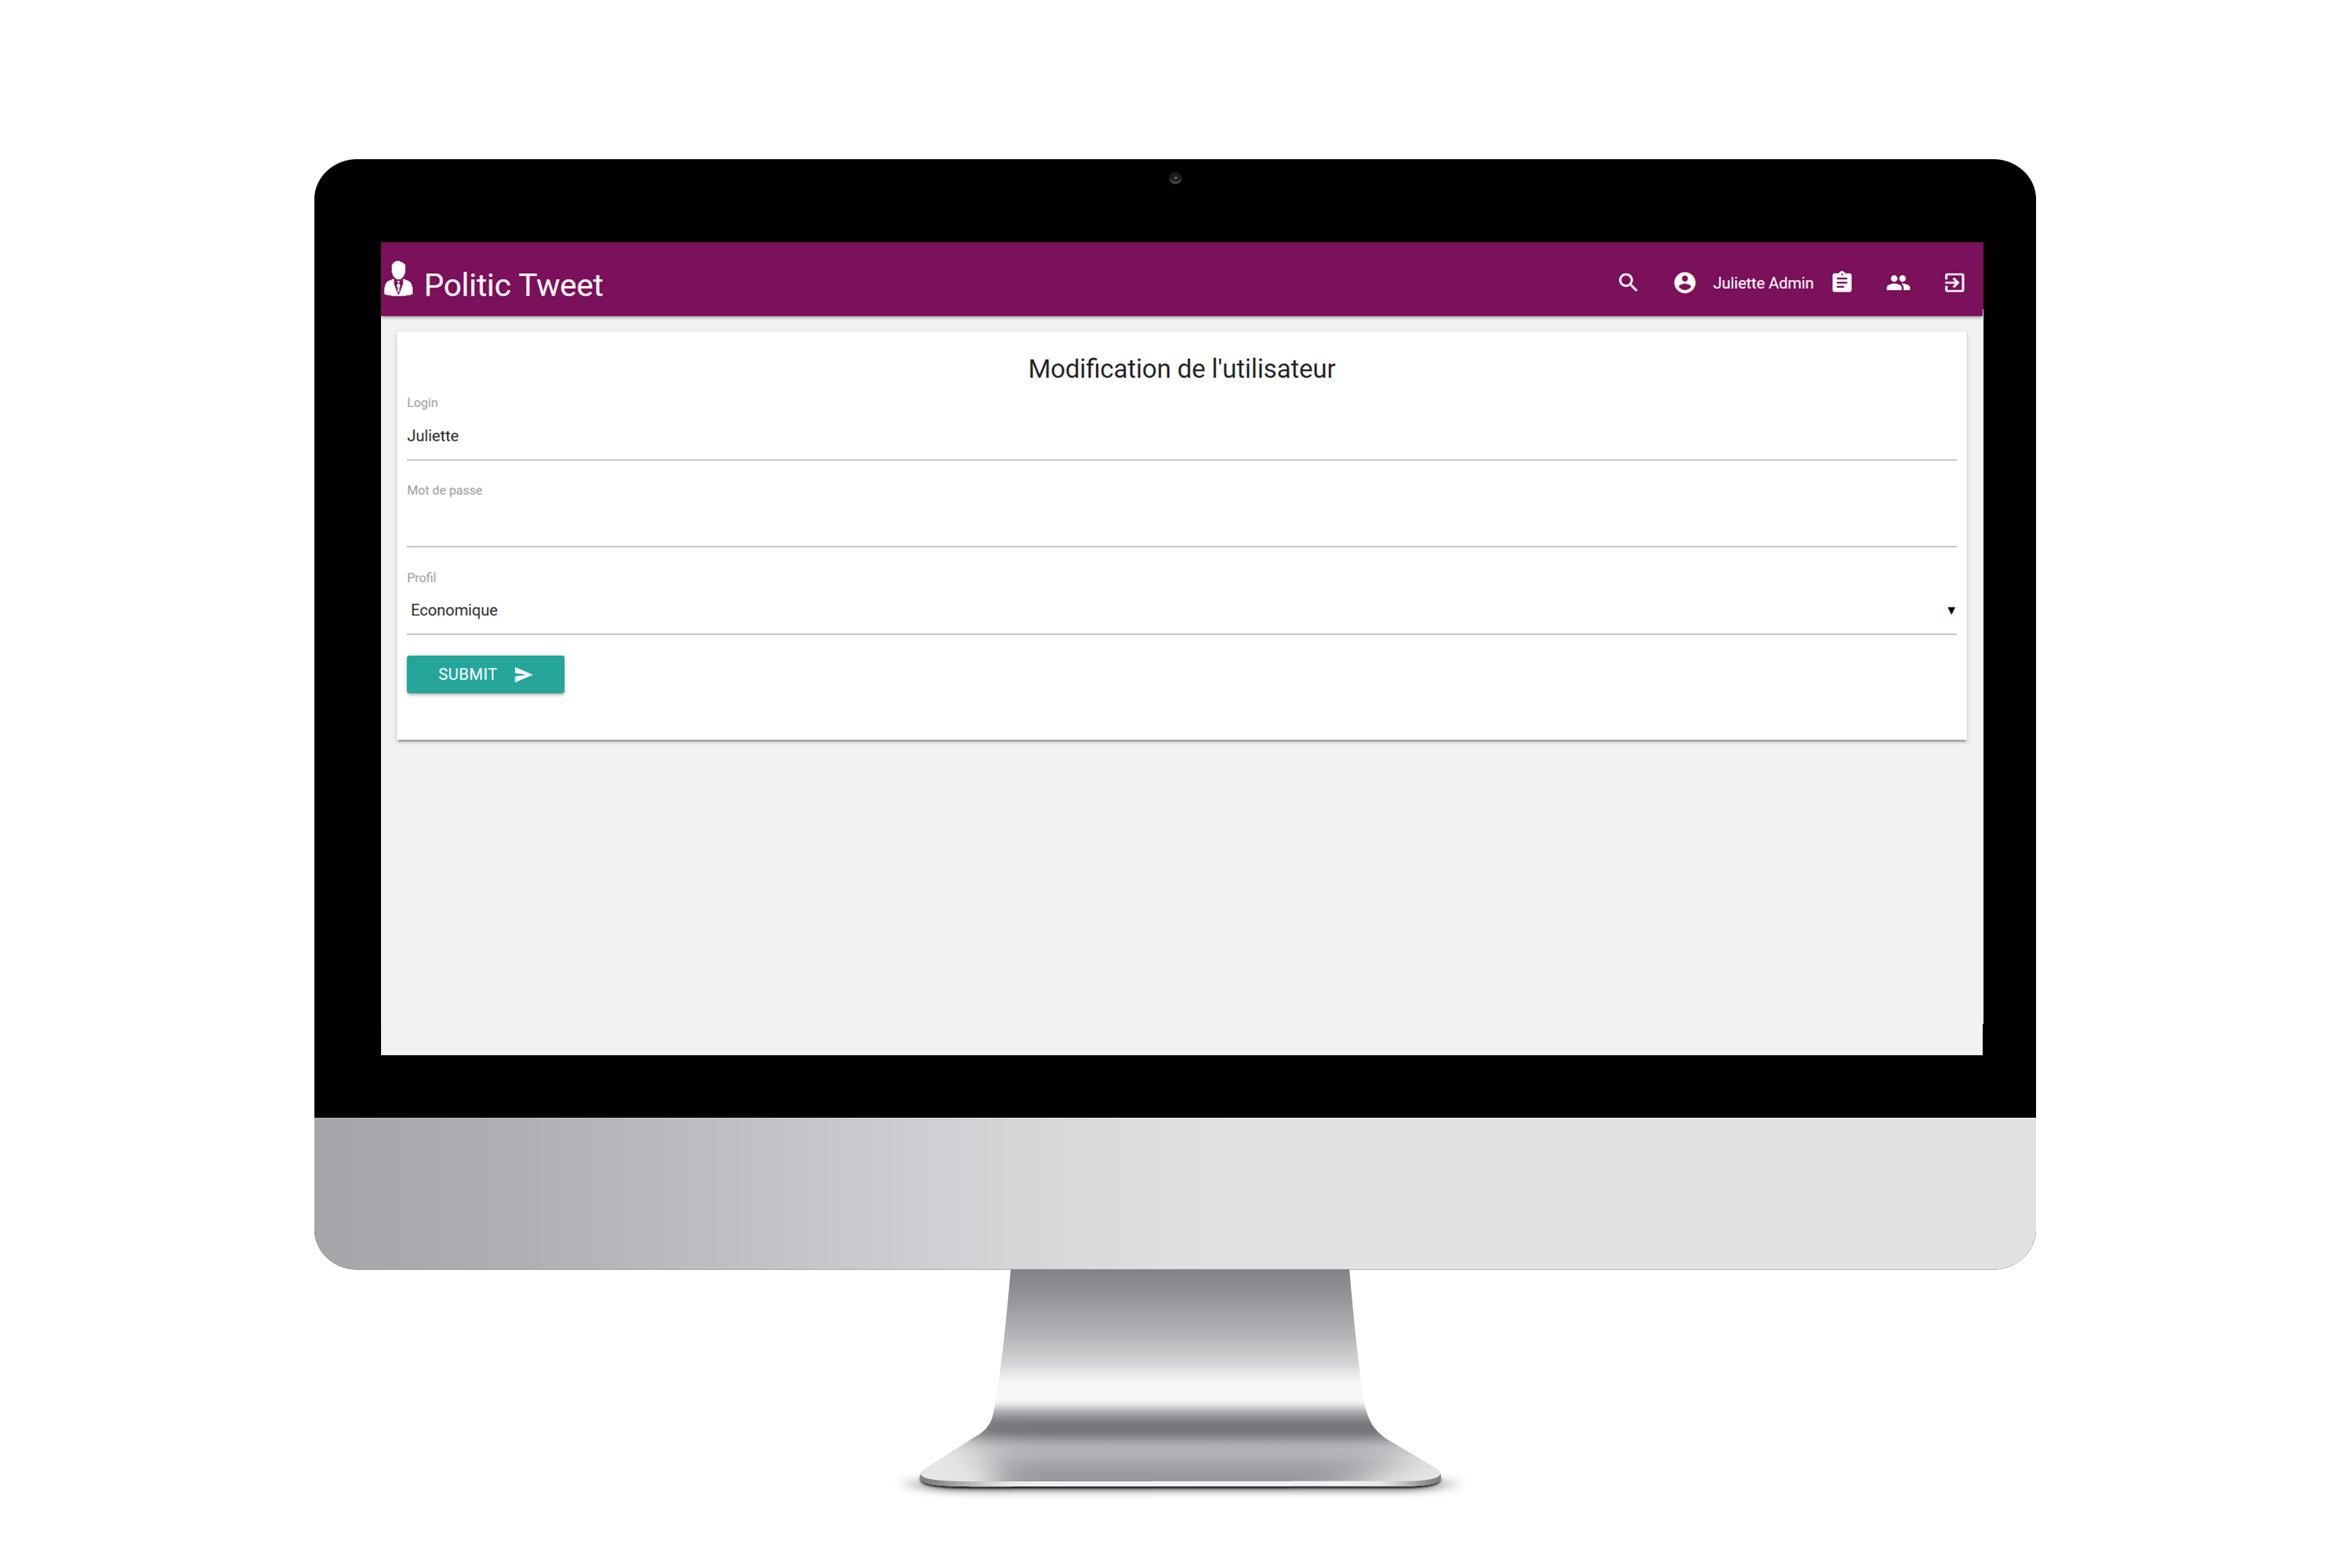 Politic Tweet
Juliette Admin
Modification de l'utilisateur
Login
Juliette
Mot de passe
Profil
Economique
SUBMIT